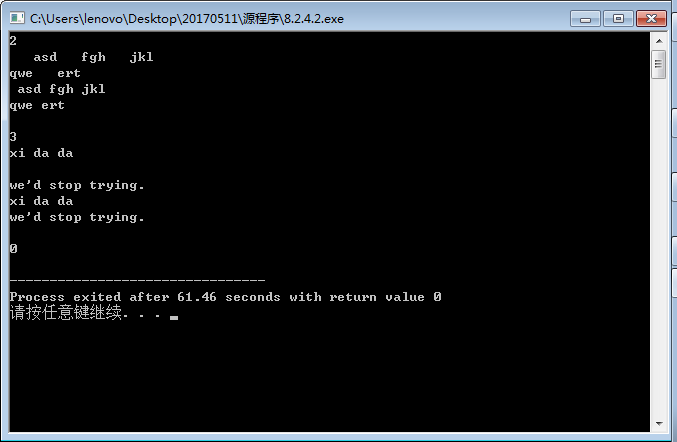 C:\Users\lenovo\Desktop\20170511\源程序\8.2.4.2.exe
2
   asd   fgh   jkl
qwe   ert
 asd fgh jkl
qwe ert

3
xi da da

we'd stop trying.
xi da da
we'd stop trying.

0

--------------------------------
Process exited after 61.46 seconds with return value 0
请按任意键继续. . .